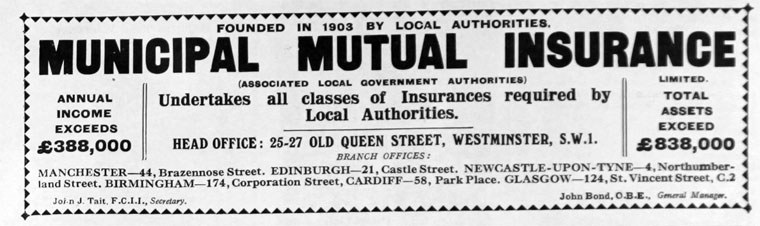 FOUNDED IN 1903 BY LOCAL AUTHORITIES.
MUNICIPAL MUTUAL INSURANCE
(ASSOCIATED LOCAL GOVERNMENT AUTHORITIES)
LIMITED.
ANNUAL
INCOME
EXCEEDS
£388,000
Undertakes all classes of Insurances required by
Local Authorities.
HEAD OFFICE: 25-27 OLD QUEEN STREET, WESTMINSTER, S.W.1.
BRANCH OFFICES:
TOTAL
ASSETS
EXCEED
£838,000
MANCHESTER—44, Brazennose Street. EDINBURGH—21, Castle Street. NEWCASTLE-UPON-TYNE—4, Northumber-
land Street. BIRMINGHAM—174, Corporation Street, CARDIFF—58, Park Place. GLASGOW—124, St. Vincent Street, C.2
John J. Tait, F.C.I.I., Secretary.
John Bond, O.B.E., General Manager.